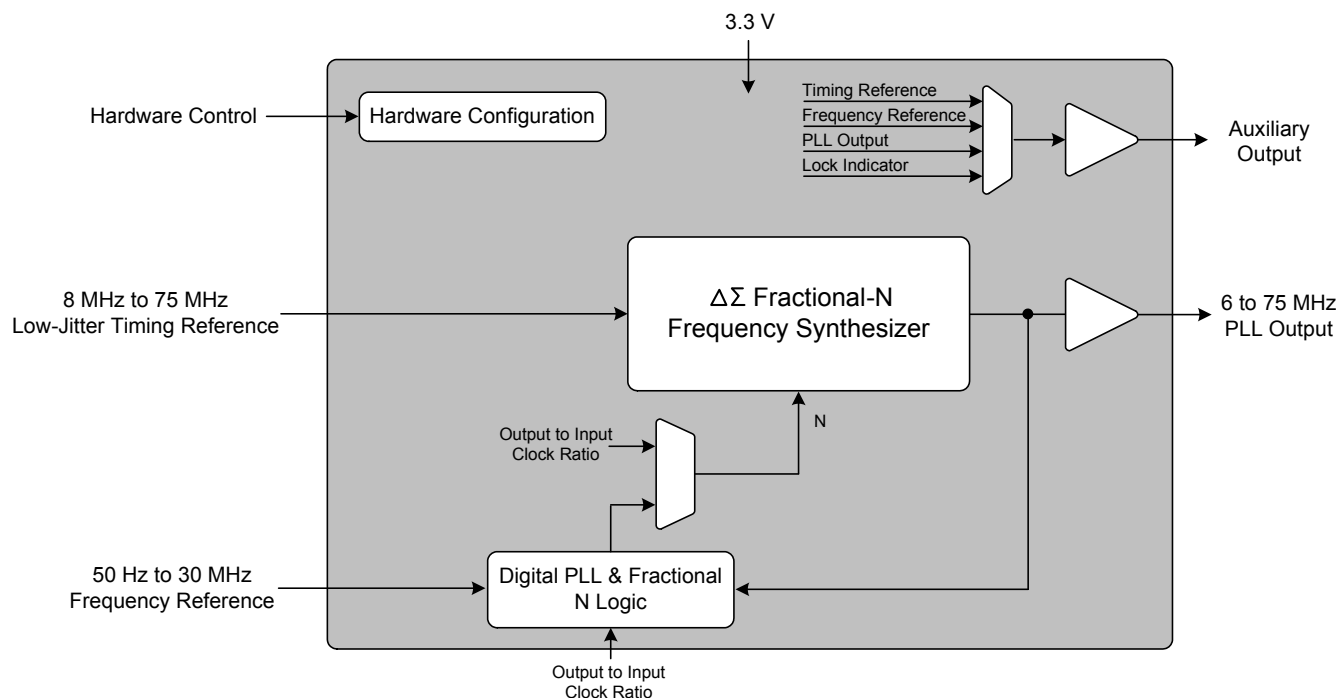 3.3 V
Hardware Control
Hardware Configuration
Timing Reference
Frequency Reference
PLL Output
Lock Indicator
Auxiliary
Output
8 MHz to 75 MHz
Low-Jitter Timing Reference
ΔΣ Fractional-N
Frequency Synthesizer
6 to 75 MHz
PLL Output
N
Output to Input
Clock Ratio
50 Hz to 30 MHz
Frequency Reference
Digital PLL & Fractional
N Logic
Output to Input
Clock Ratio